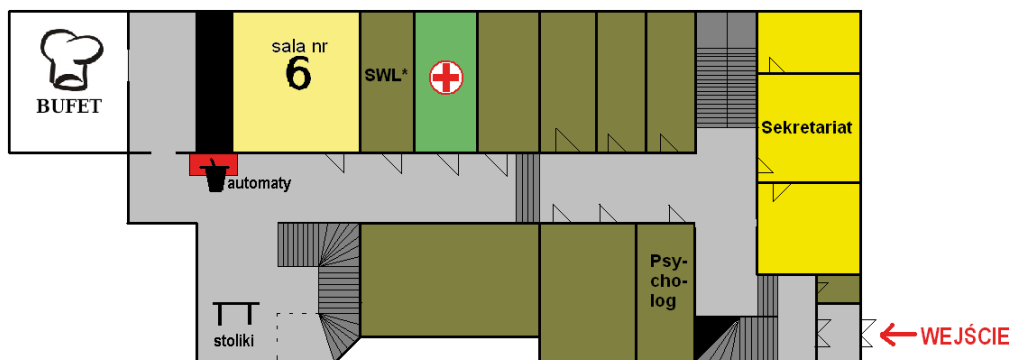 BUFET
sala nr
6
SWL*
Sekretariat
automaty
Psy-
cho-
log
stoliki
WEJŚCIE